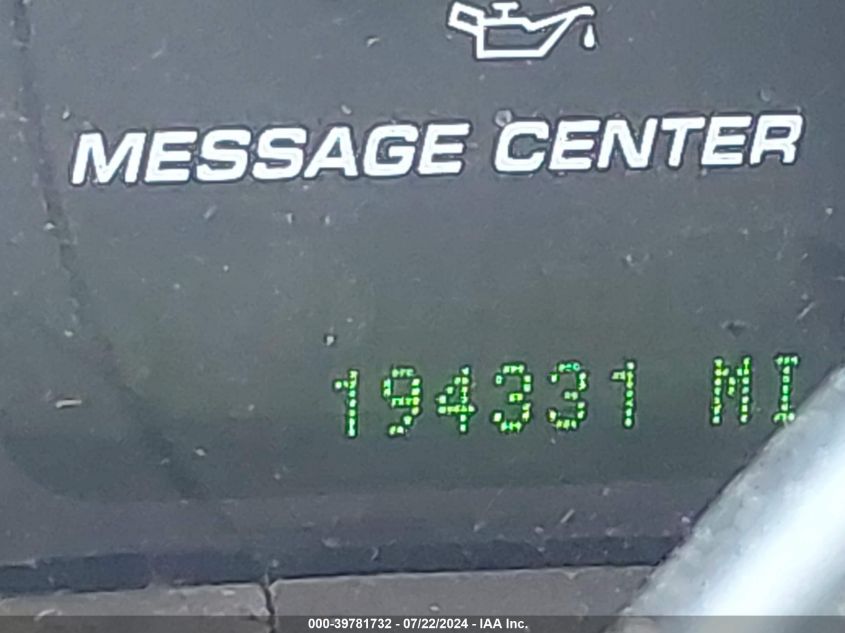 MESSAGE CENTER
194331 MI
000-39781732 - 07/22/2024 - IAA Inc.